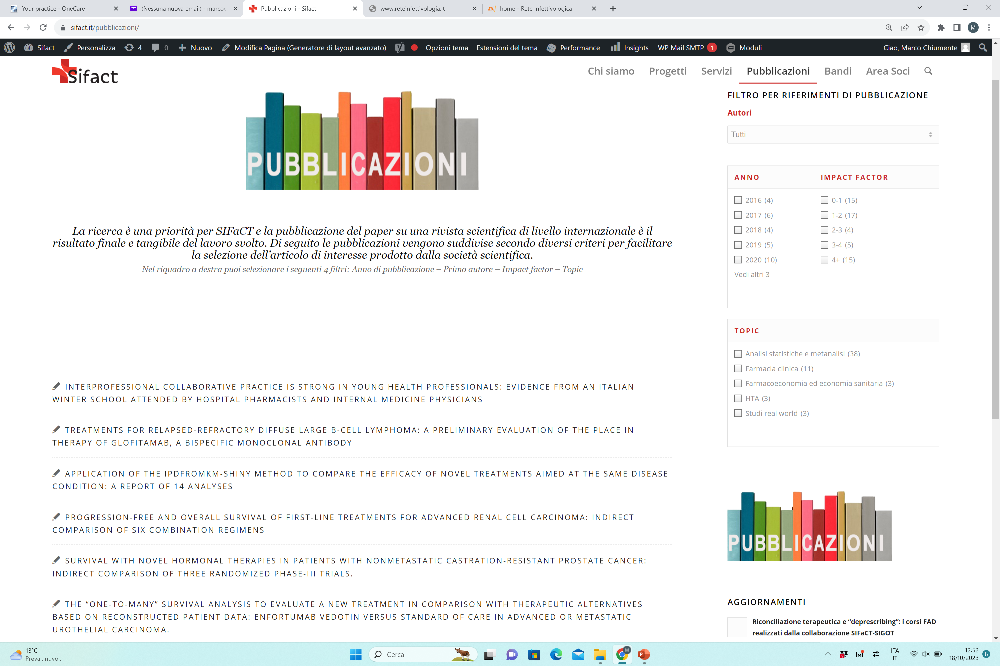 Your practice - OneCare
(Nessuna nuova email) - marcoc
Pubblicazioni - Sifact
www.reteinfettivologia.it
home - Rete Infettivologica
sifact.it/pubblicazioni/
M
Sifact
Personalizza
4
0
Nuovo
Modifica Pagina (Generatore di layout avanzato)
Opzioni tema
Estensioni del tema
Performance
Insights
WP Mail SMTP 1
Moduli
Ciao, Marco Chiumente
Sifact
Chi siamo
Progetti
Servizi
Pubblicazioni
Bandi
Area Soci
PUBBLICAZIONI
La ricerca è una priorità per SIFaCT e la pubblicazione del paper su una rivista scientifica di livello internazionale è il
risultato finale e tangibile del lavoro svolto. Di seguito le pubblicazioni vengono suddivise secondo diversi criteri per facilitare
la selezione dell’articolo di interesse prodotto dalla società scientifica.
Nel riquadro a destra puoi selezionare i seguenti 4 filtri: Anno di pubblicazione – Primo autore – Impact factor – Topic
INTERPROFESSIONAL COLLABORATIVE PRACTICE IS STRONG IN YOUNG HEALTH PROFESSIONALS: EVIDENCE FROM AN ITALIAN
WINTER SCHOOL ATTENDED BY HOSPITAL PHARMACISTS AND INTERNAL MEDICINE PHYSICIANS
TREATMENTS FOR RELAPSED-REFRACTORY DIFFUSE LARGE B-CELL LYMPHOMA: A PRELIMINARY EVALUATION OF THE PLACE IN
THERAPY OF GLOFITAMAB, A BISPECIFIC MONOCLONAL ANTIBODY
APPLICATION OF THE IPDFROMKM-SHINY METHOD TO COMPARE THE EFFICACY OF NOVEL TREATMENTS AIMED AT THE SAME DISEASE
CONDITION: A REPORT OF 14 ANALYSES
PROGRESSION-FREE AND OVERALL SURVIVAL OF FIRST-LINE TREATMENTS FOR ADVANCED RENAL CELL CARCINOMA: INDIRECT
COMPARISON OF SIX COMBINATION REGIMENS
SURVIVAL WITH NOVEL HORMONAL THERAPIES IN PATIENTS WITH NONMETASTATIC CASTRATION-RESISTANT PROSTATE CANCER:
INDIRECT COMPARISON OF THREE RANDOMIZED PHASE-III TRIALS.
THE “ONE-TO-MANY” SURVIVAL ANALYSIS TO EVALUATE A NEW TREATMENT IN COMPARISON WITH THERAPEUTIC ALTERNATIVES
BASED ON RECONSTRUCTED PATIENT DATA: ENFORTUMAB VEDOTIN VERSUS STANDARD OF CARE IN ADVANCED OR METASTATIC
UROTHELIAL CARCINOMA.
FILTRO PER RIFERIMENTI DI PUBBLICAZIONE
Autori
Tutti
ANNO
2016 (4)
2017 (6)
2018 (4)
2019 (5)
2020 (10)
Vedi altri 3
IMPACT FACTOR
0-1 (15)
1-2 (17)
2-3 (4)
3-4 (5)
4+ (15)
TOPIC
Analisi statistiche e metanalisi (38)
Farmacia clinica (11)
Farmacoeconomia ed economia sanitaria (3)
HTA (3)
Studi real world (3)
PUBBLICAZIONI
AGGIORNAMENTI
Riconciliazione terapeutica e “deprescribing”: i corsi FAD
realizzati dalla collaborazione SIFaCT-SIGOT
13°C
Preval. nuvol.
Cerca
M
5
ITA
IT
12:52
18/10/2023
8